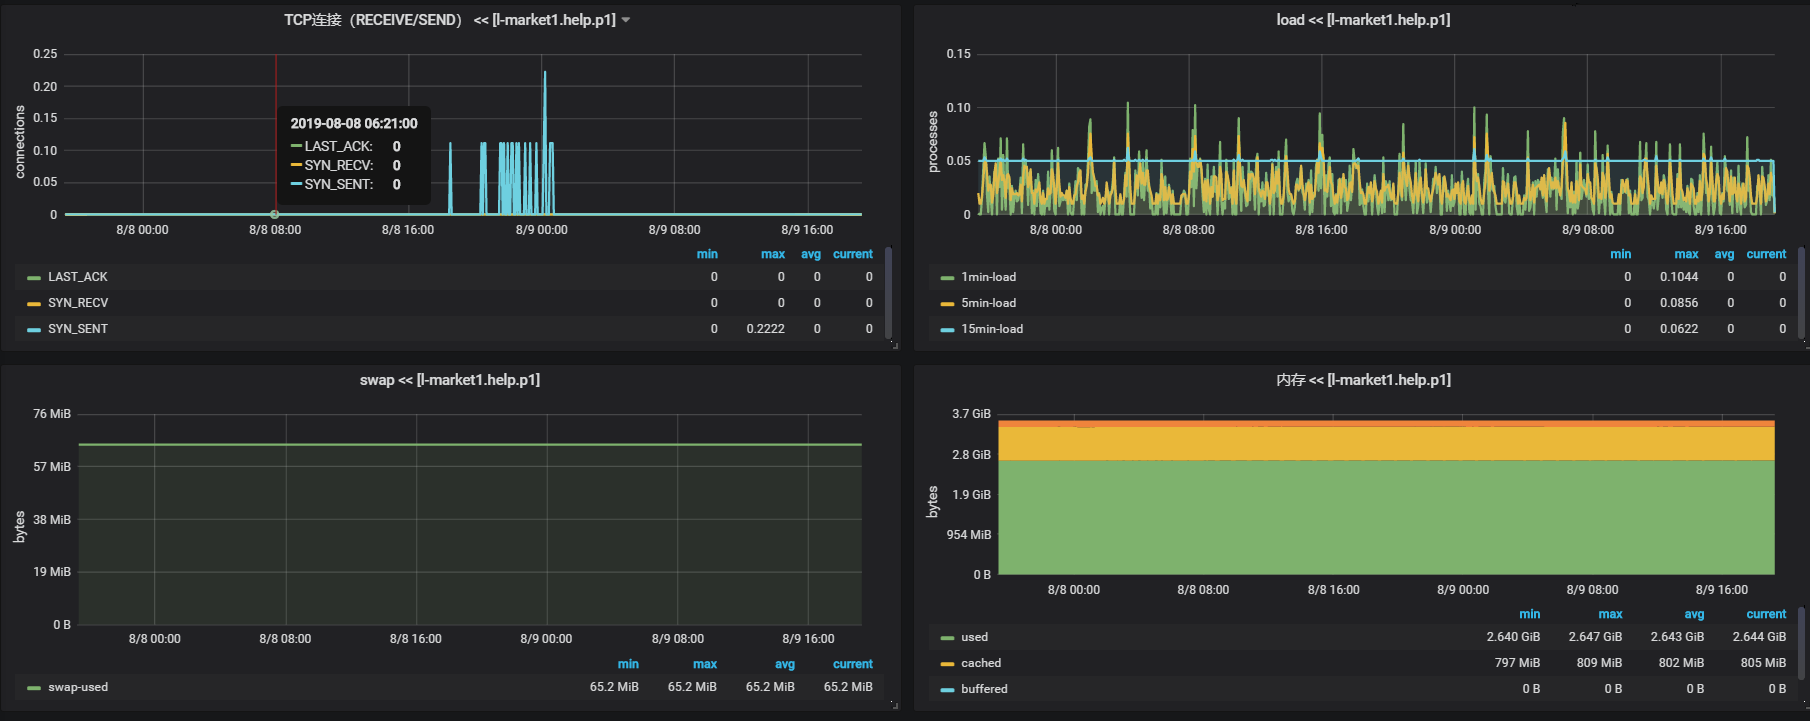 TCP连接（RECEIVE/SEND） << [l-market1.help.p1]
connections
0.25
0.20
0.15
0.10
0.05
0
2019-08-08 06:21:00
LAST_ACK: 0
SYN_RECV: 0
SYN_SENT: 0
8/8 00:00 8/8 08:00 8/8 16:00 8/9 00:00 8/9 08:00 8/9 16:00
min max avg current
LAST_ACK 0 0 0 0
SYN_RECV 0 0 0 0
SYN_SENT 0 0.2222 0 0
load << [l-market1.help.p1]
processes
0.15
0.10
0.05
0
8/8 00:00 8/8 08:00 8/8 16:00 8/9 00:00 8/9 08:00 8/9 16:00
min max avg current
1min-load 0 0.1044 0 0
5min-load 0 0.0856 0 0
15min-load 0 0.0622 0 0
swap << [l-market1.help.p1]
bytes
76 MiB
57 MiB
38 MiB
19 MiB
0 B
8/8 00:00 8/8 08:00 8/8 16:00 8/9 00:00 8/9 08:00 8/9 16:00
min max avg current
swap-used 65.2 MiB 65.2 MiB 65.2 MiB 65.2 MiB
内存 << [l-market1.help.p1]
bytes
3.7 GiB
2.8 GiB
1.9 GiB
954 MiB
0 B
8/8 00:00 8/8 08:00 8/8 16:00 8/9 00:00 8/9 08:00 8/9 16:00
min max avg current
used 2.640 GiB 2.647 GiB 2.643 GiB 2.644 GiB
cached 797 MiB 809 MiB 802 MiB 805 MiB
buffered 0 B 0 B 0 B 0 B